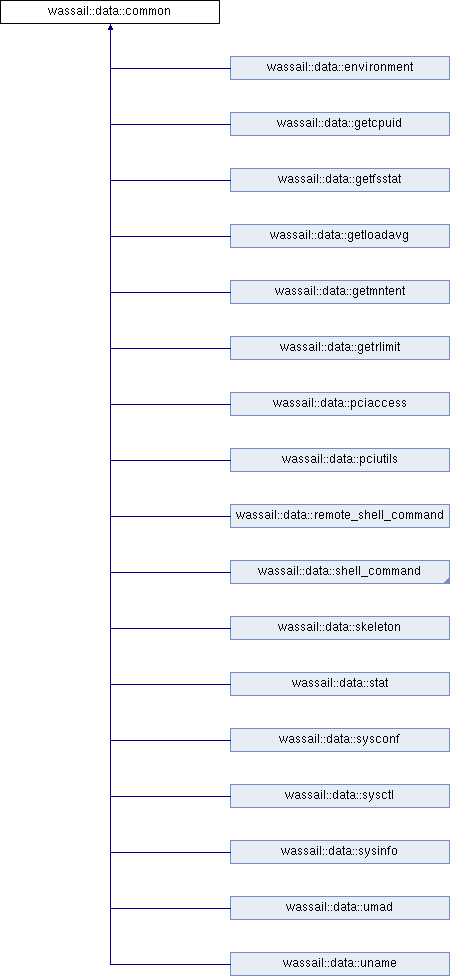 wassail::data::common
wassail::data::environment
wassail::data::getcpuid
wassail::data::getfsstat
wassail::data::getloadavg
wassail::data::getmntent
wassail::data::getrlimit
wassail::data::pciaccess
wassail::data::pciutils
wassail::data::remote_shell_command
wassail::data::shell_command
wassail::data::skeleton
wassail::data::stat
wassail::data::sysconf
wassail::data::sysctl
wassail::data::sysinfo
wassail::data::umad
wassail::data::uname